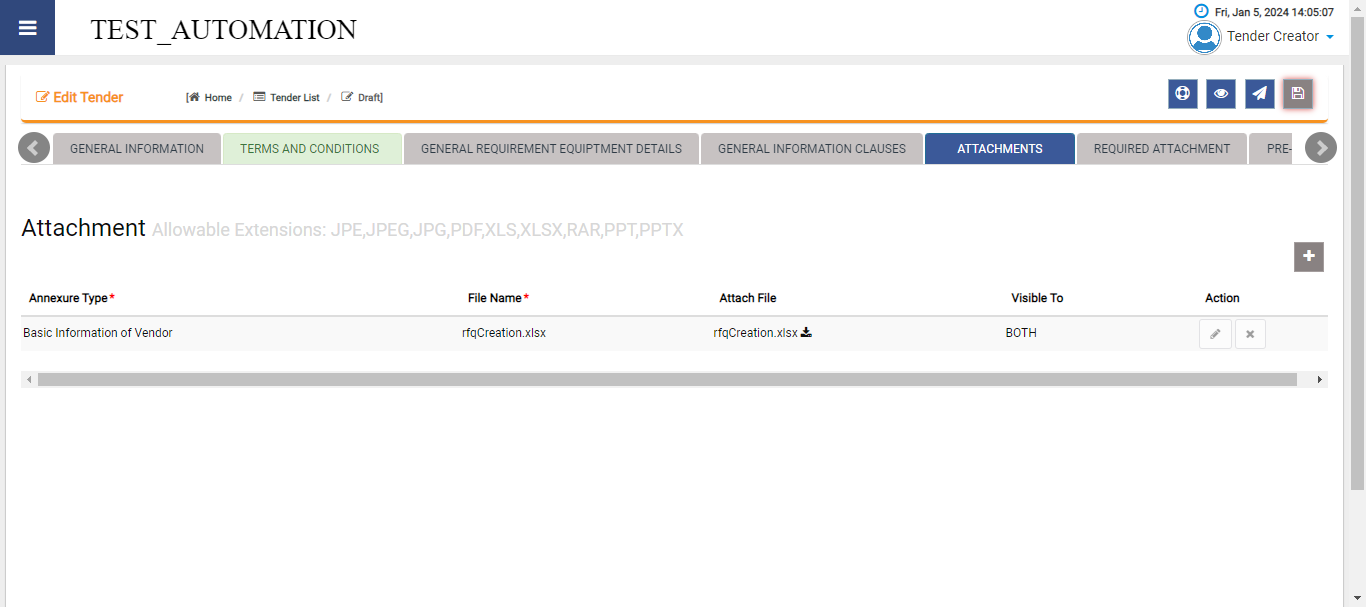 TEST_AUTOMATION
Fri, Jan 5, 2024 14:05:07
Tender Creator
Edit Tender
[Home / Tender List / Draft]
GENERAL INFORMATION
TERMS AND CONDITIONS
GENERAL REQUIREMENT EQUIPTMENT DETAILS
GENERAL INFORMATION CLAUSES
ATTACHMENTS
REQUIRED ATTACHMENT
PRE-
Attachment Allowable Extensions: JPE,JPEG,JPG,PDF,XLS,XLSX,RAR,PPT,PPTX
Annexure Type* File Name* Attach File Visible To Action
Basic Information of Vendor rfqCreation.xlsx rfqCreation.xlsx BOTH